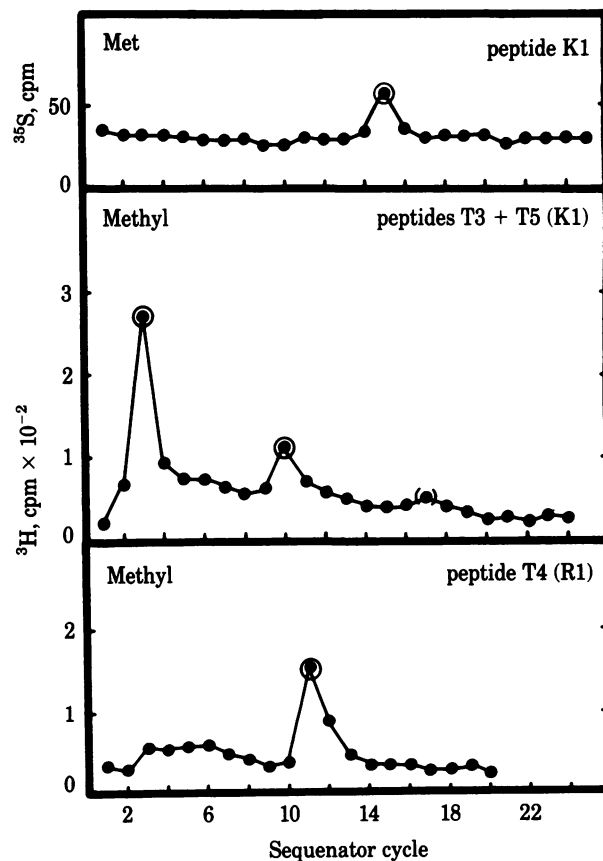 Met peptide K1
³⁵S, cpm
50
0
Methyl peptides T3 + T5 (K1)
3
2
1
0
³H, cpm × 10⁻²
Methyl peptide T4 (R1)
2
1
0
2 6 10 14 18 22
Sequenator cycle